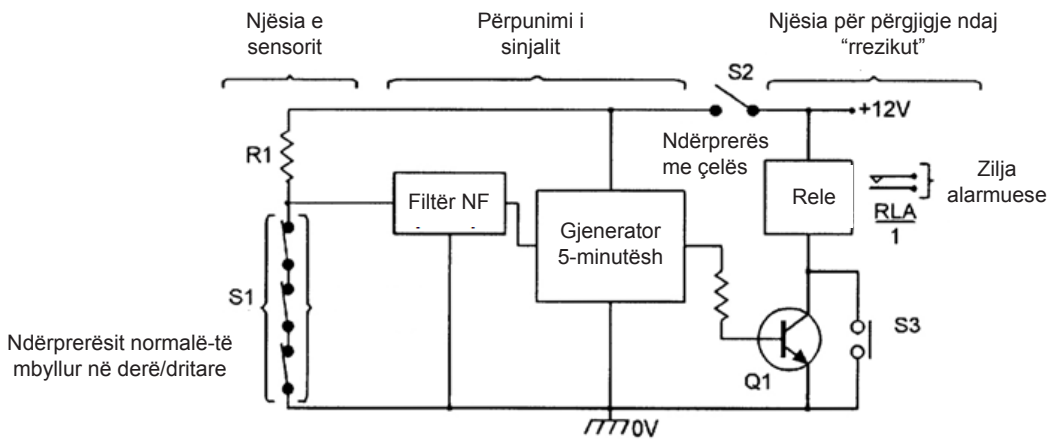 Njësia e
sensorit
Përpunimi i
sinjalit
Njësia për përgjigje ndaj
“rrezikut”
S2
+12V
Ndërprerës
me çelës
R1
Filtër NF
Gjenerator
5-minutësh
Rele
RLA
1
Zilja
alarmuese
S1
Ndërprerësit normalë-të
mbyllur në derë/dritare
Q1
S3
0V